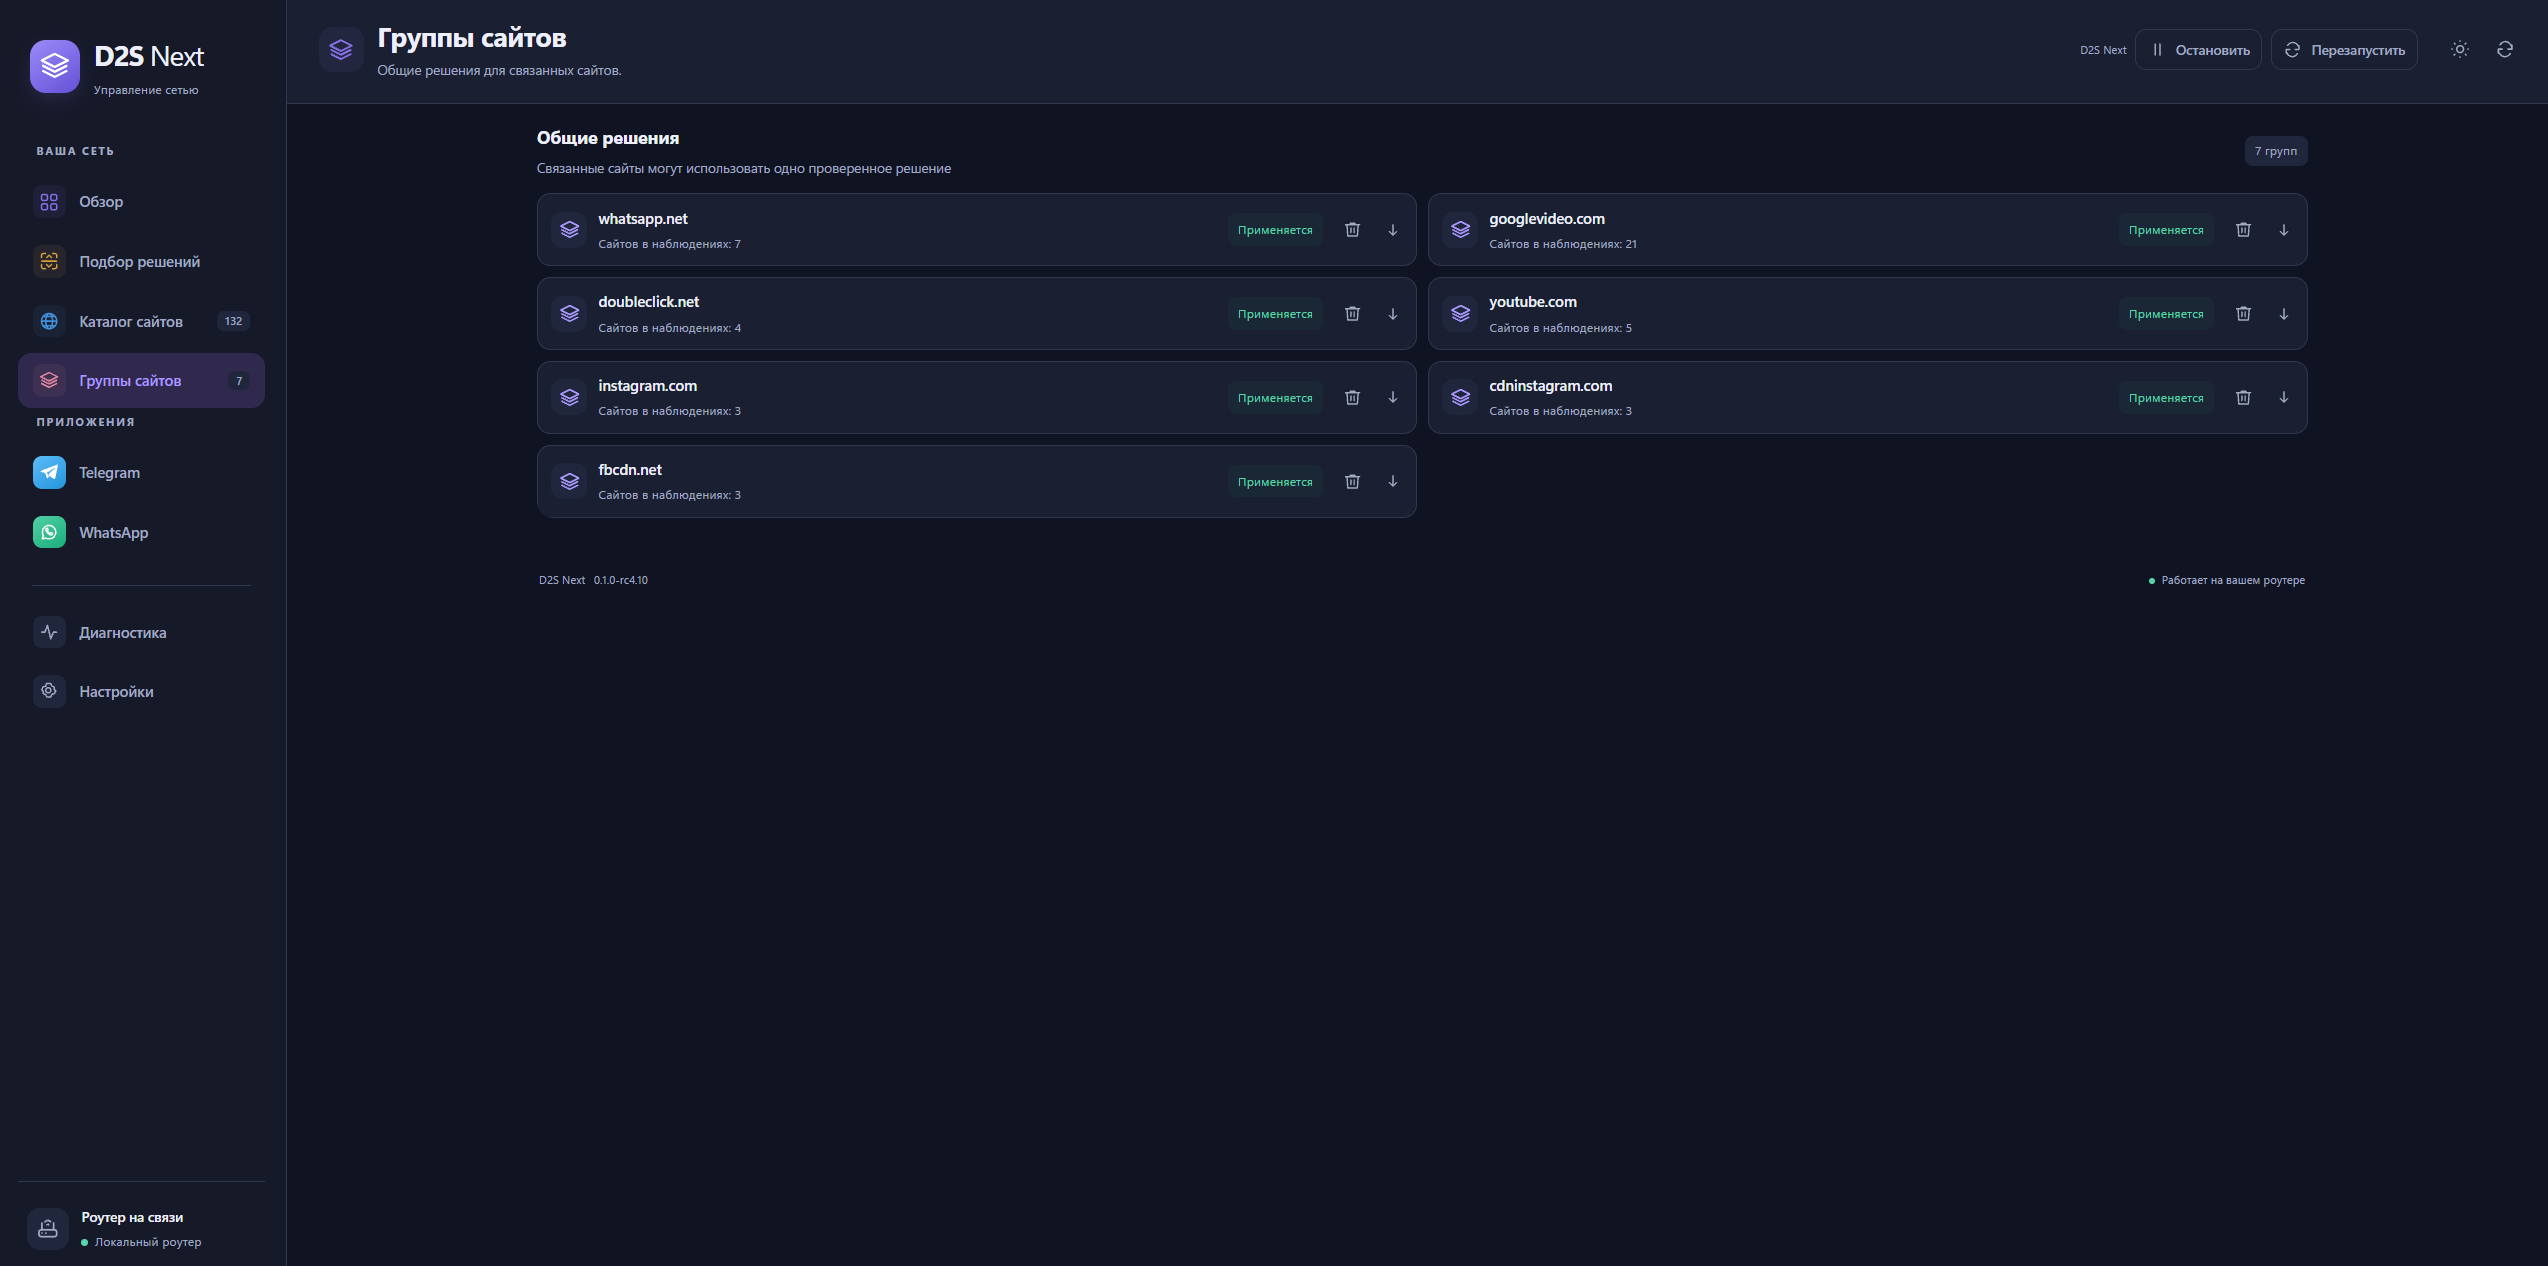 D2S Next
Управление сетью
ВАША СЕТЬ
Обзор
Подбор решений
Каталог сайтов 132
Группы сайтов 7
ПРИЛОЖЕНИЯ
Telegram
WhatsApp
Диагностика
Настройки
Роутер на связи
Локальный роутер
Группы сайтов
Общие решения для связанных сайтов.
D2S Next Остановить Перезапустить
Общие решения
Связанные сайты могут использовать одно проверенное решение
7 групп
whatsapp.net
Сайтов в наблюдениях: 7
Применяется
googlevideo.com
Сайтов в наблюдениях: 21
Применяется
doubleclick.net
Сайтов в наблюдениях: 4
Применяется
youtube.com
Сайтов в наблюдениях: 5
Применяется
instagram.com
Сайтов в наблюдениях: 3
Применяется
cdninstagram.com
Сайтов в наблюдениях: 3
Применяется
fbcdn.net
Сайтов в наблюдениях: 3
Применяется
D2S Next 0.1.0-rc4.10
Работает на вашем роутере